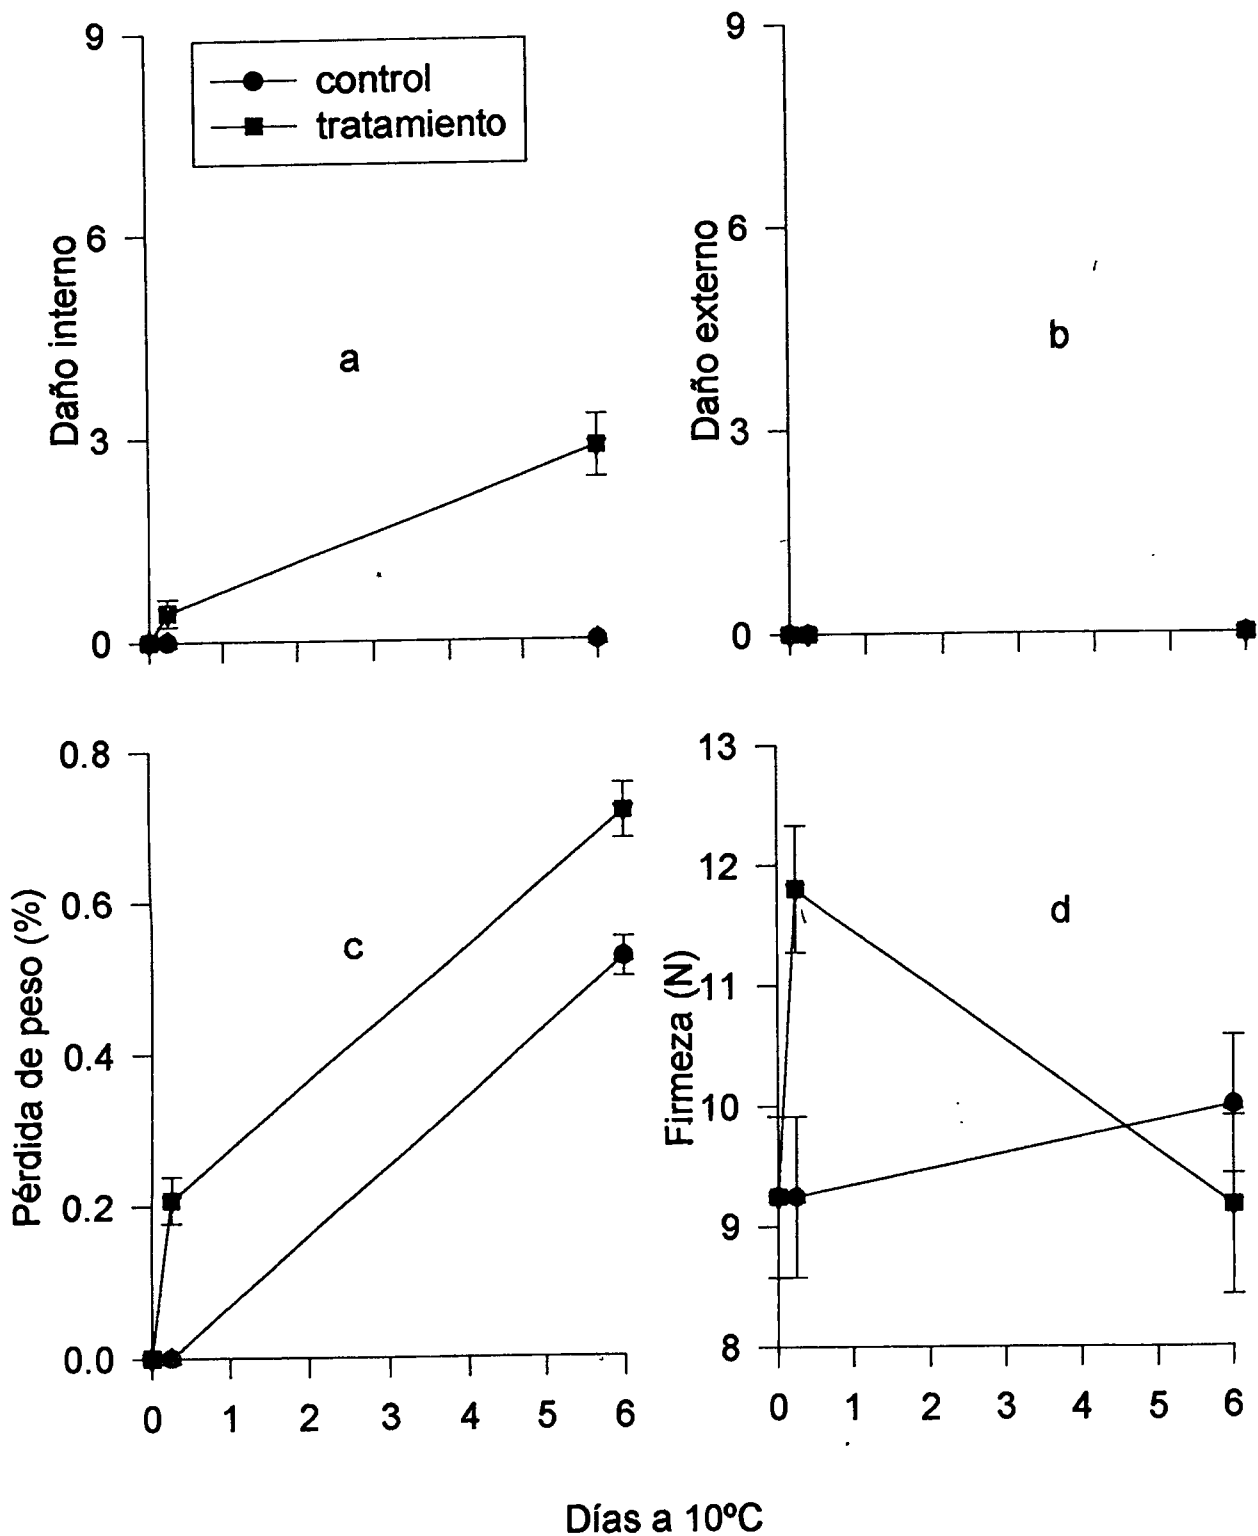 9
6
3
0
Daño interno
control
tratamiento
a
9
6
3
0
Daño externo
b
0.8
0.6
0.4
0.2
0.0
Pérdida de peso (%)
c
0 1 2 3 4 5 6
13
12
11
10
9
8
Firmeza (N)
d
0 1 2 3 4 5 6
Días a 10ºC